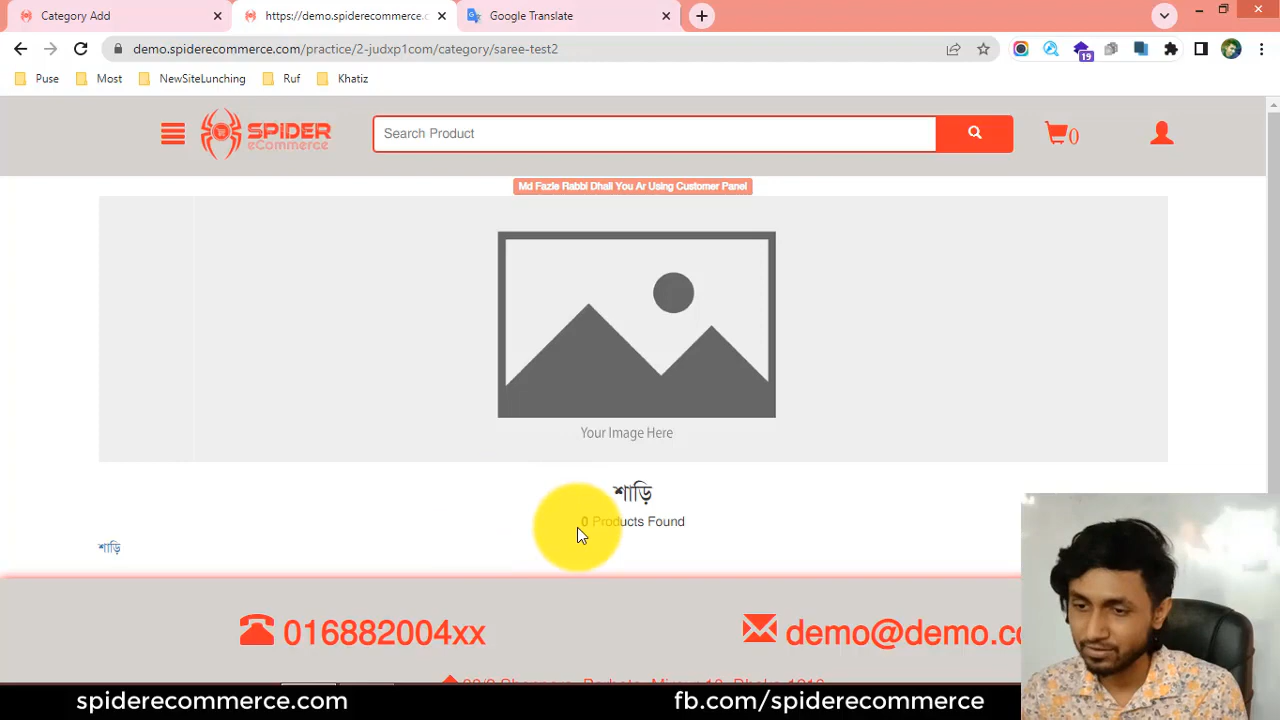 Category Add
https://demo.spiderecommerce.c
Google Translate
demo.spiderecommerce.com/practice/2-judxp1com/category/saree-test2
19
Puse
Most
NewSiteLunching
Ruf
Khatiz
SPIDER
eCommerce
Search Product
0
Md Fazle Rabbi Dhali You Ar Using Customer Panel
Your Image Here
শাড়ি
0 Products Found
শাড়ি
016882004xx
demo@demo.co
spiderecommerce.com
fb.com/spiderecommerce